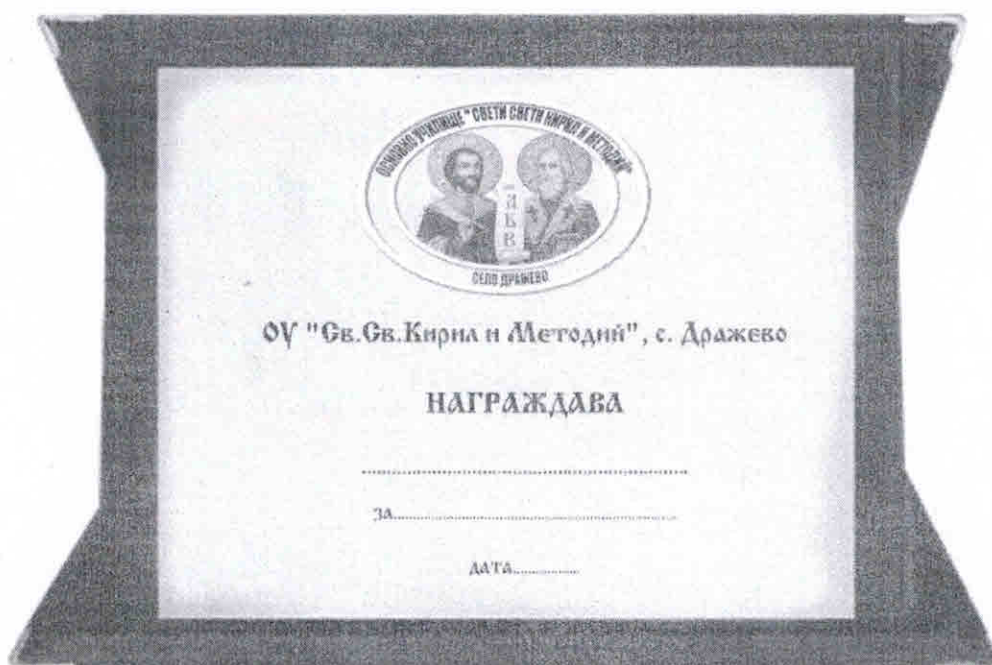 ОСНОВНО УЧИЛИЩЕ "СВЕТИ СВЕТИ КИРИЛ И МЕТОДИЙ"
А
Б
В
СЕЛО ДРАЖЕВО
ОУ "Св.Св.Кирил и Методий", с. Дражево
НАГРАЖДАВА
..............................
за..............................
дата...............